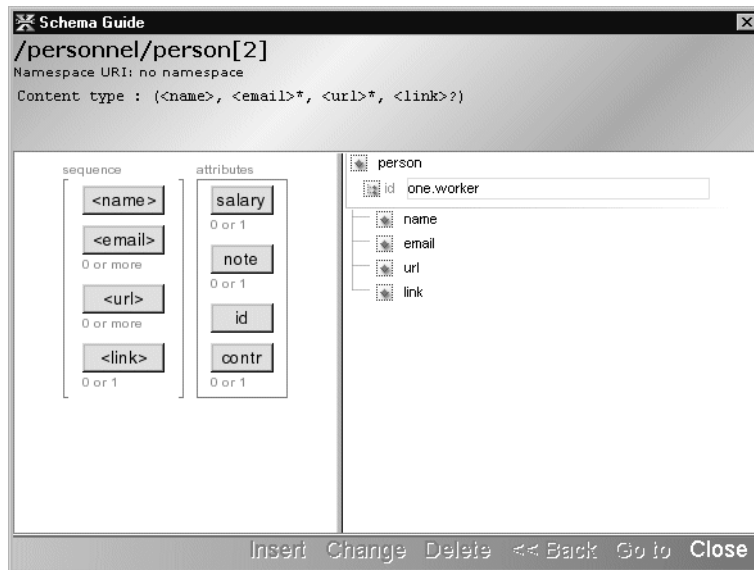 Schema Guide
/personnel/person[2]
Namespace URI: no namespace
Content type : (<name>, <email>*, <url>*, <link>?)
sequence
<name>
<email>
0 or more
<url>
0 or more
<link>
0 or 1
attributes
salary
0 or 1
note
0 or 1
id
contr
0 or 1
person
id one.worker
name
email
url
link
Insert Change Delete << Back Go to Close